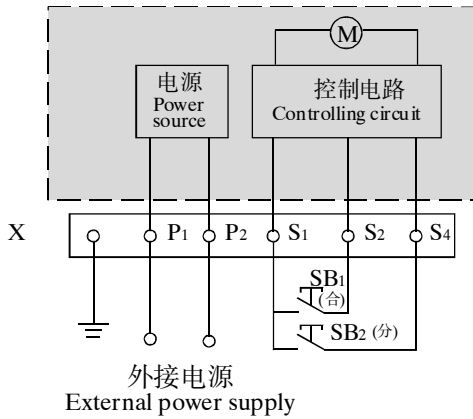 M
电源
Power
source
控制电路
Controlling circuit
X
P1
P2
S1
S2
S4
SB1
(合)
SB2 (分)
外接电源
External power supply